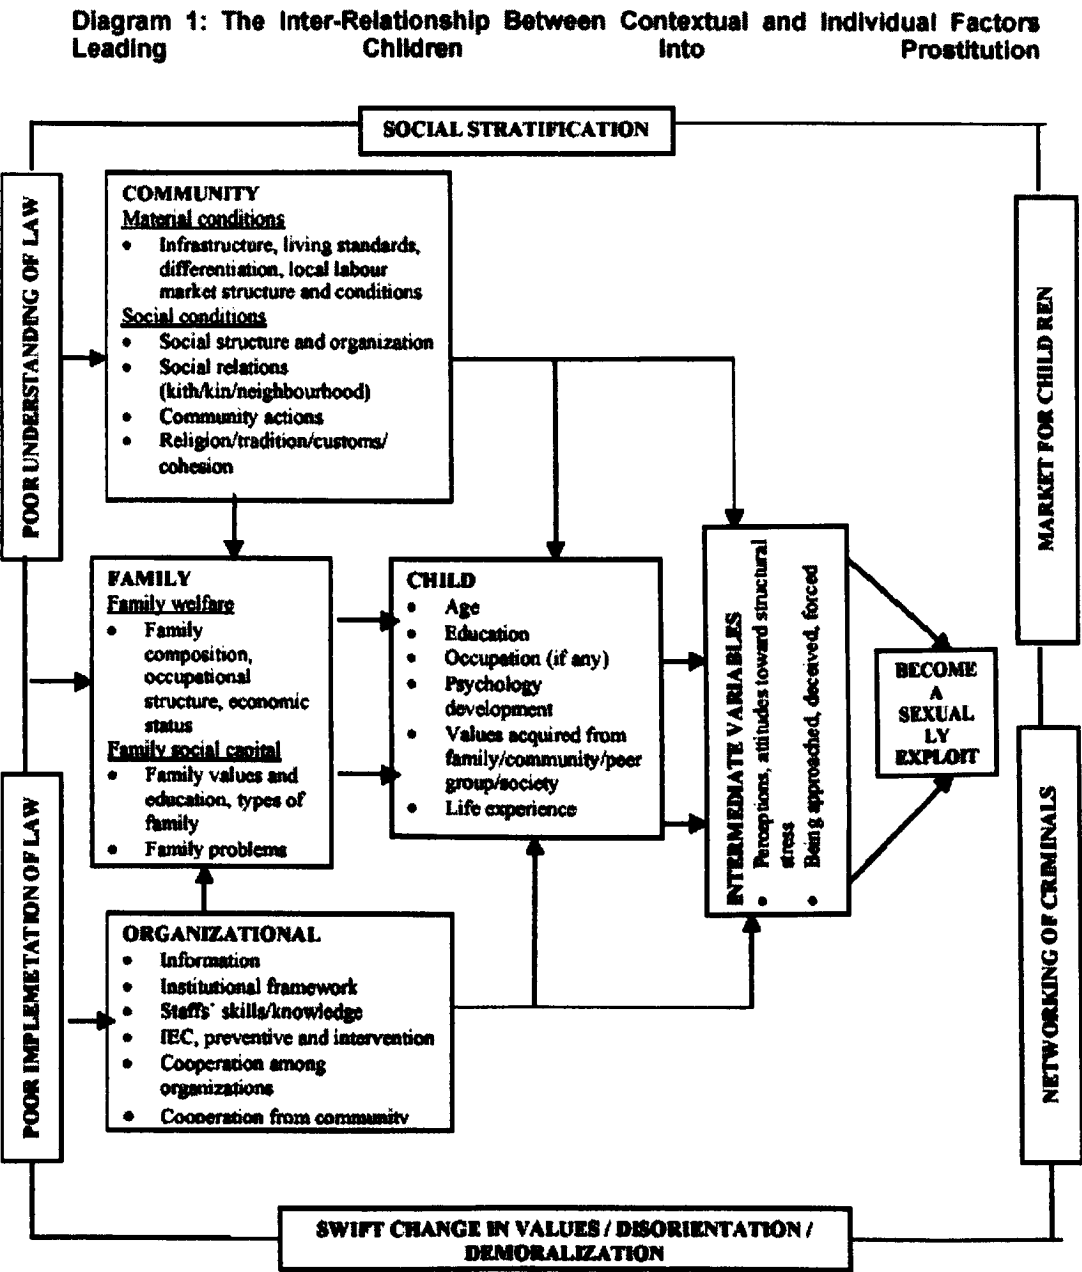 Diagram 1: The Inter-Relationship Between Contextual and Individual Factors
Leading Children Into Prostitution
SOCIAL STRATIFICATION
POOR UNDERSTANDING OF LAW
COMMUNITY
Material conditions
• Infrastructure, living standards,
differentiation, local labour
market structure and conditions
Social conditions
• Social structure and organization
• Social relations
(kith/kin/neighbourhood)
• Community actions
• Religion/tradition/customs/
cohesion
MARKET FOR CHILD REN
FAMILY
Family welfare
• Family
composition,
occupational
structure, economic
status
Family social capital
• Family values and
education, types of
family
• Family problems
CHILD
• Age
• Education
• Occupation (if any)
• Psychology
development
• Values acquired from
family/community/peer
group/society
• Life experience
INTERMEDIATE VARIABLES
• Perceptions, attitudes toward structural
stress
• Being approached, deceived, forced
BECOME
A
SEXUAL
LY
EXPLOIT
POOR IMPLEMETATION OF LAW
ORGANIZATIONAL
• Information
• Institutional framework
• Staffs' skills/knowledge
• IEC, preventive and intervention
• Cooperation among
organizations
• Cooperation from community
NETWORKING OF CRIMINALS
SWIFT CHANGE IN VALUES / DISORIENTATION /
DEMORALIZATION